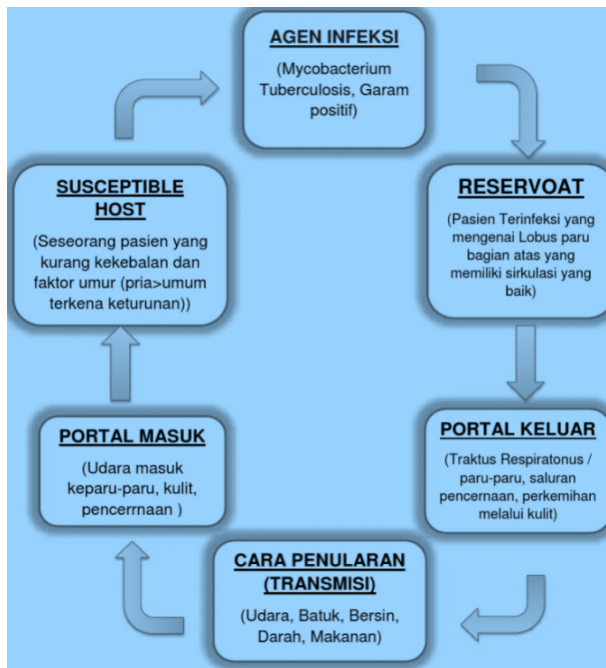 AGEN INFEKSI
(Mycobacterium
Tuberculosis, Garam
positif)
RESERVOAT
(Pasien Terinfeksi yang
mengenai Lobus paru
bagian atas yang
memiliki sirkulasi yang
baik)
PORTAL KELUAR
(Traktus Respiratonus /
paru-paru, saluran
pencernaan, perkemihan
melalui kulit)
CARA PENULARAN
(TRANSMISI)
(Udara, Batuk, Bersin,
Darah, Makanan)
PORTAL MASUK
(Udara masuk
keparu-paru, kulit,
pencerrnaan )
SUSCEPTIBLE
HOST
(Seseorang pasien yang
kurang kekebalan dan
faktor umur (pria>umum
terkena keturunan))